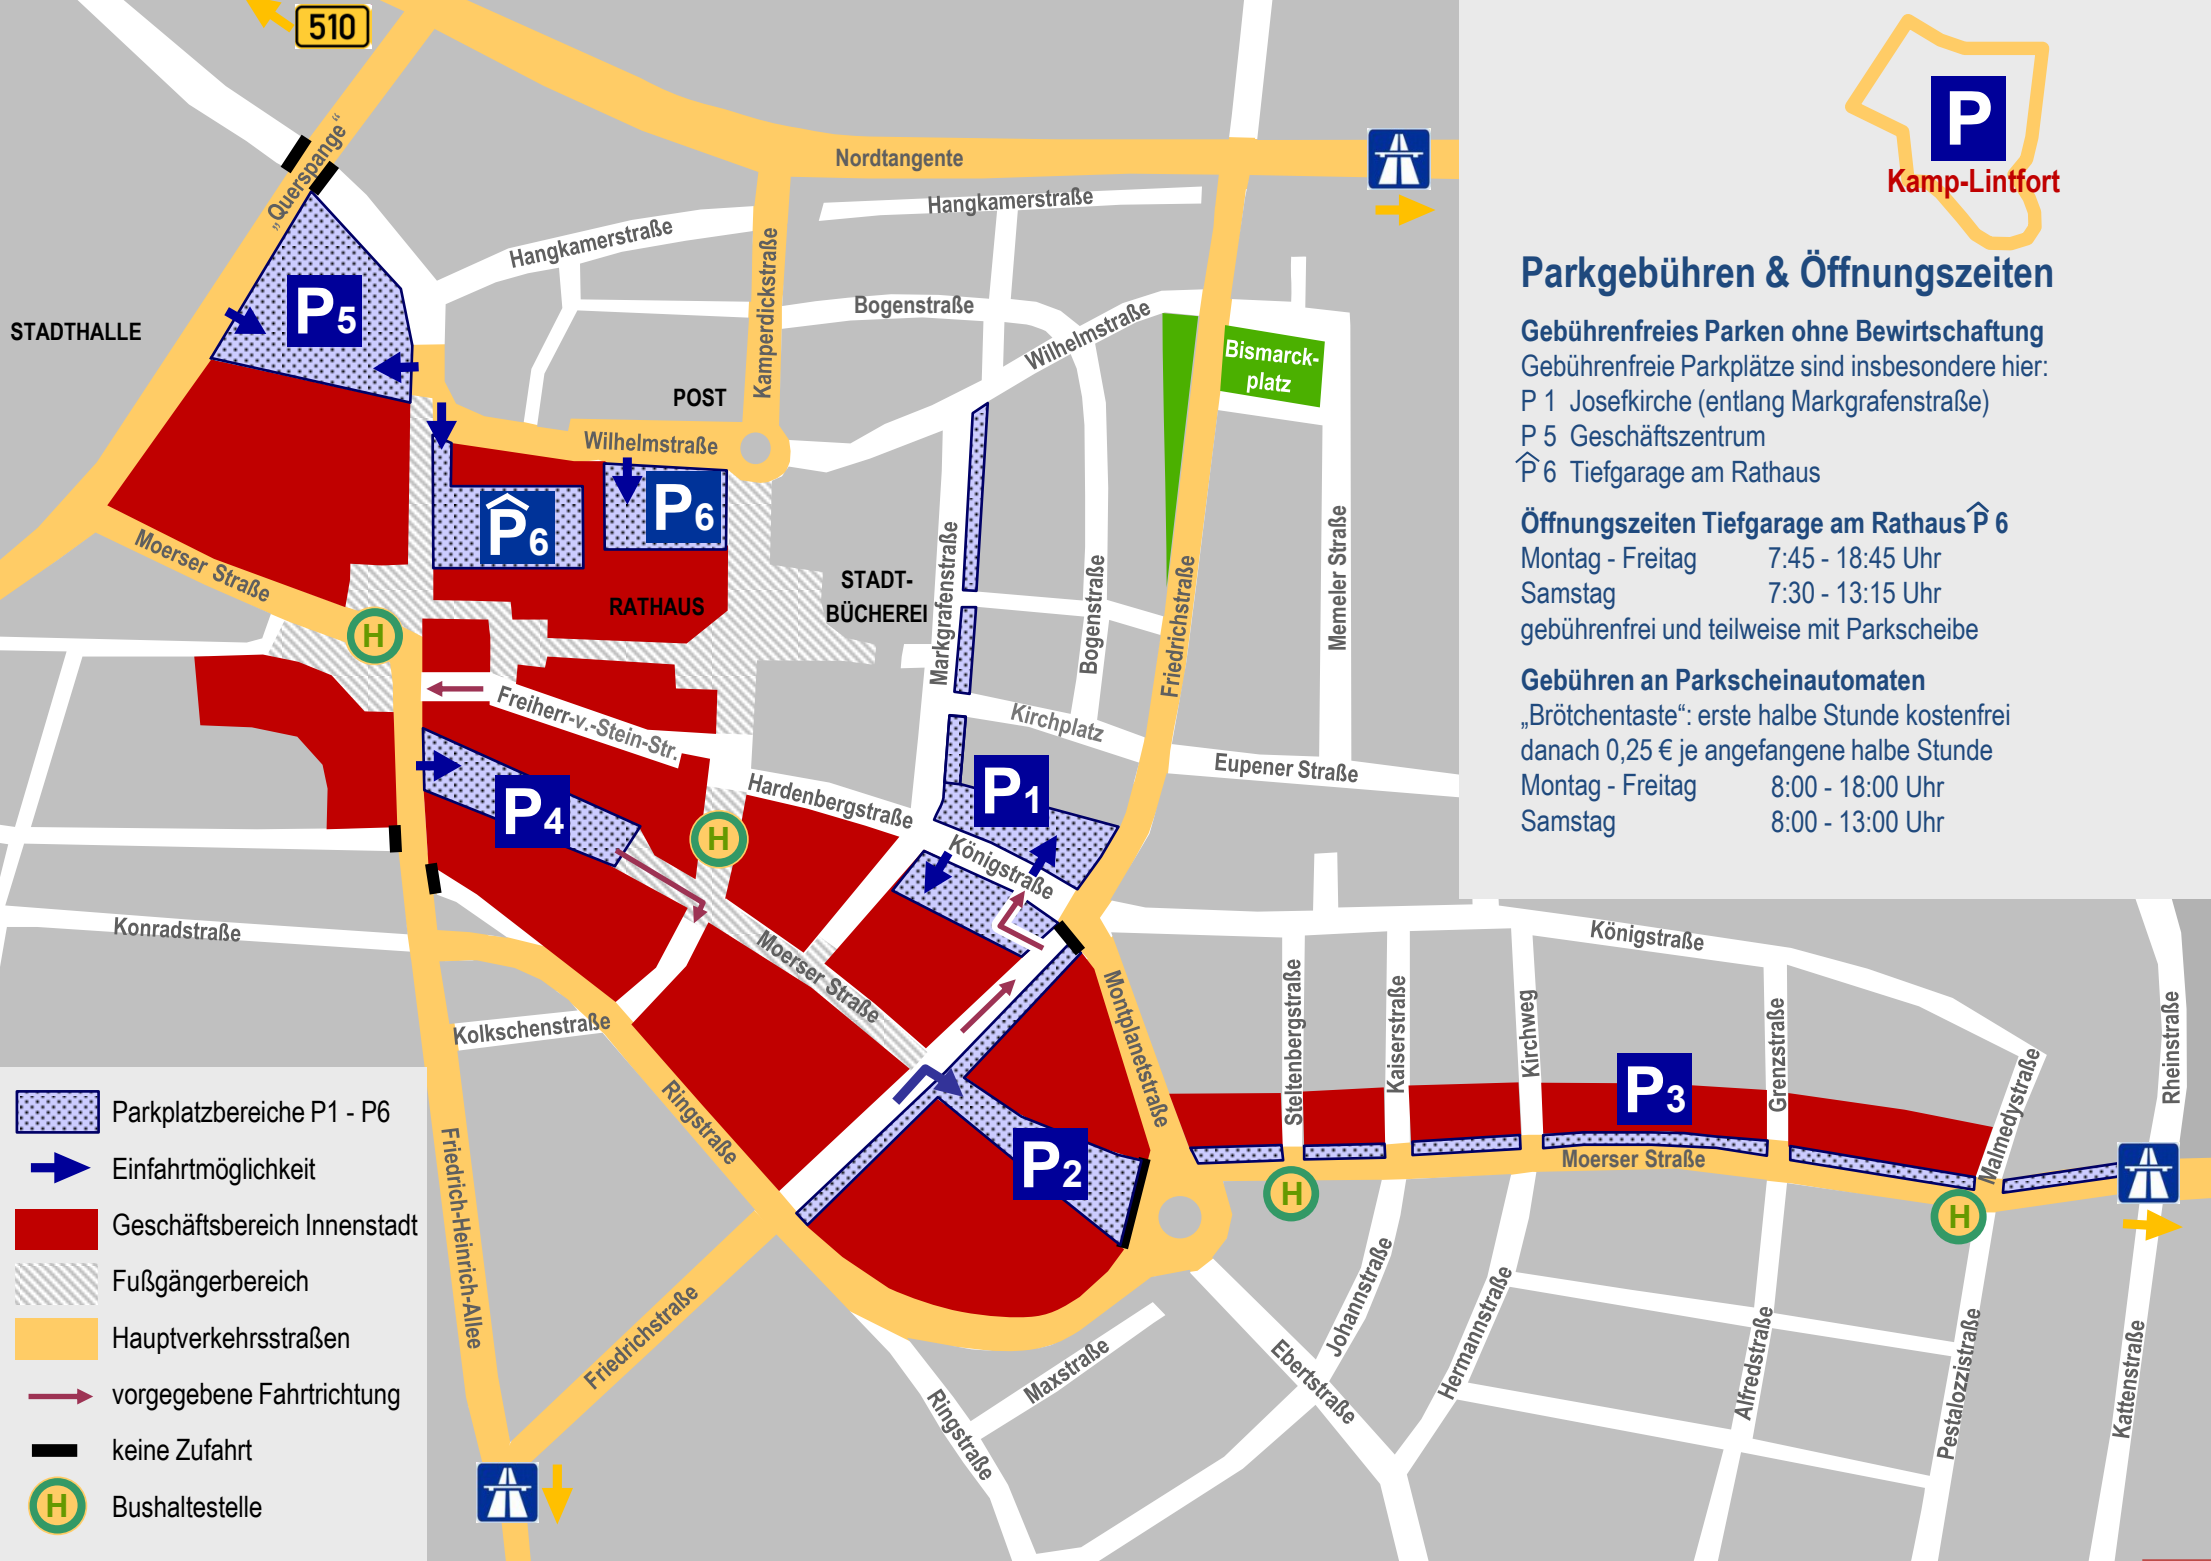 510
„Querspange“
Nordtangente
Hangkamerstraße
Hangkamerstraße
Kamperdickstraße
Bogenstraße
Wilhelmstraße
P5
STADTHALLE
Bismarck-
platz
POST
Wilhelmstraße
P6
P6
Moerser Straße
H
RATHAUS
STADT-
BÜCHEREI
Markgrafenstraße
Bogenstraße
Friedrichstraße
Memeler Straße
Freiherr-v.-Stein-Str.
Kirchplatz
Eupener Straße
P4
H
Hardenbergstraße
P1
Königstraße
Konradstraße
Moerser Straße
Kolkschenstraße
Ringstraße
Montplanetstraße
P2
Steltenbergstraße
Kaiserstraße
Kirchweg
Königstraße
Grenzstraße
P3
Moerser Straße
Malmedystraße
Rheinstraße
H
H
Friedrich-Heinrich-Allee
Friedrichstraße
Ringstraße
Maxstraße
Ebertstraße
Johannstraße
Hermannstraße
Alfredstraße
Pestalozzistraße
Kattenstraße
P
Kamp-Lintfort
Parkgebühren & Öffnungszeiten
Gebührenfreies Parken ohne Bewirtschaftung
Gebührenfreie Parkplätze sind insbesondere hier:
P 1 Josefkirche (entlang Markgrafenstraße)
P 5 Geschäftszentrum
P 6 Tiefgarage am Rathaus
Öffnungszeiten Tiefgarage am Rathaus P 6
Montag - Freitag 7:45 - 18:45 Uhr
Samstag 7:30 - 13:15 Uhr
gebührenfrei und teilweise mit Parkscheibe
Gebühren an Parkscheinautomaten
„Brötchentaste“: erste halbe Stunde kostenfrei
danach 0,25 € je angefangene halbe Stunde
Montag - Freitag 8:00 - 18:00 Uhr
Samstag 8:00 - 13:00 Uhr
Parkplatzbereiche P1 - P6
Einfahrtmöglichkeit
Geschäftsbereich Innenstadt
Fußgängerbereich
Hauptverkehrsstraßen
vorgegebene Fahrtrichtung
keine Zufahrt
H Bushaltestelle